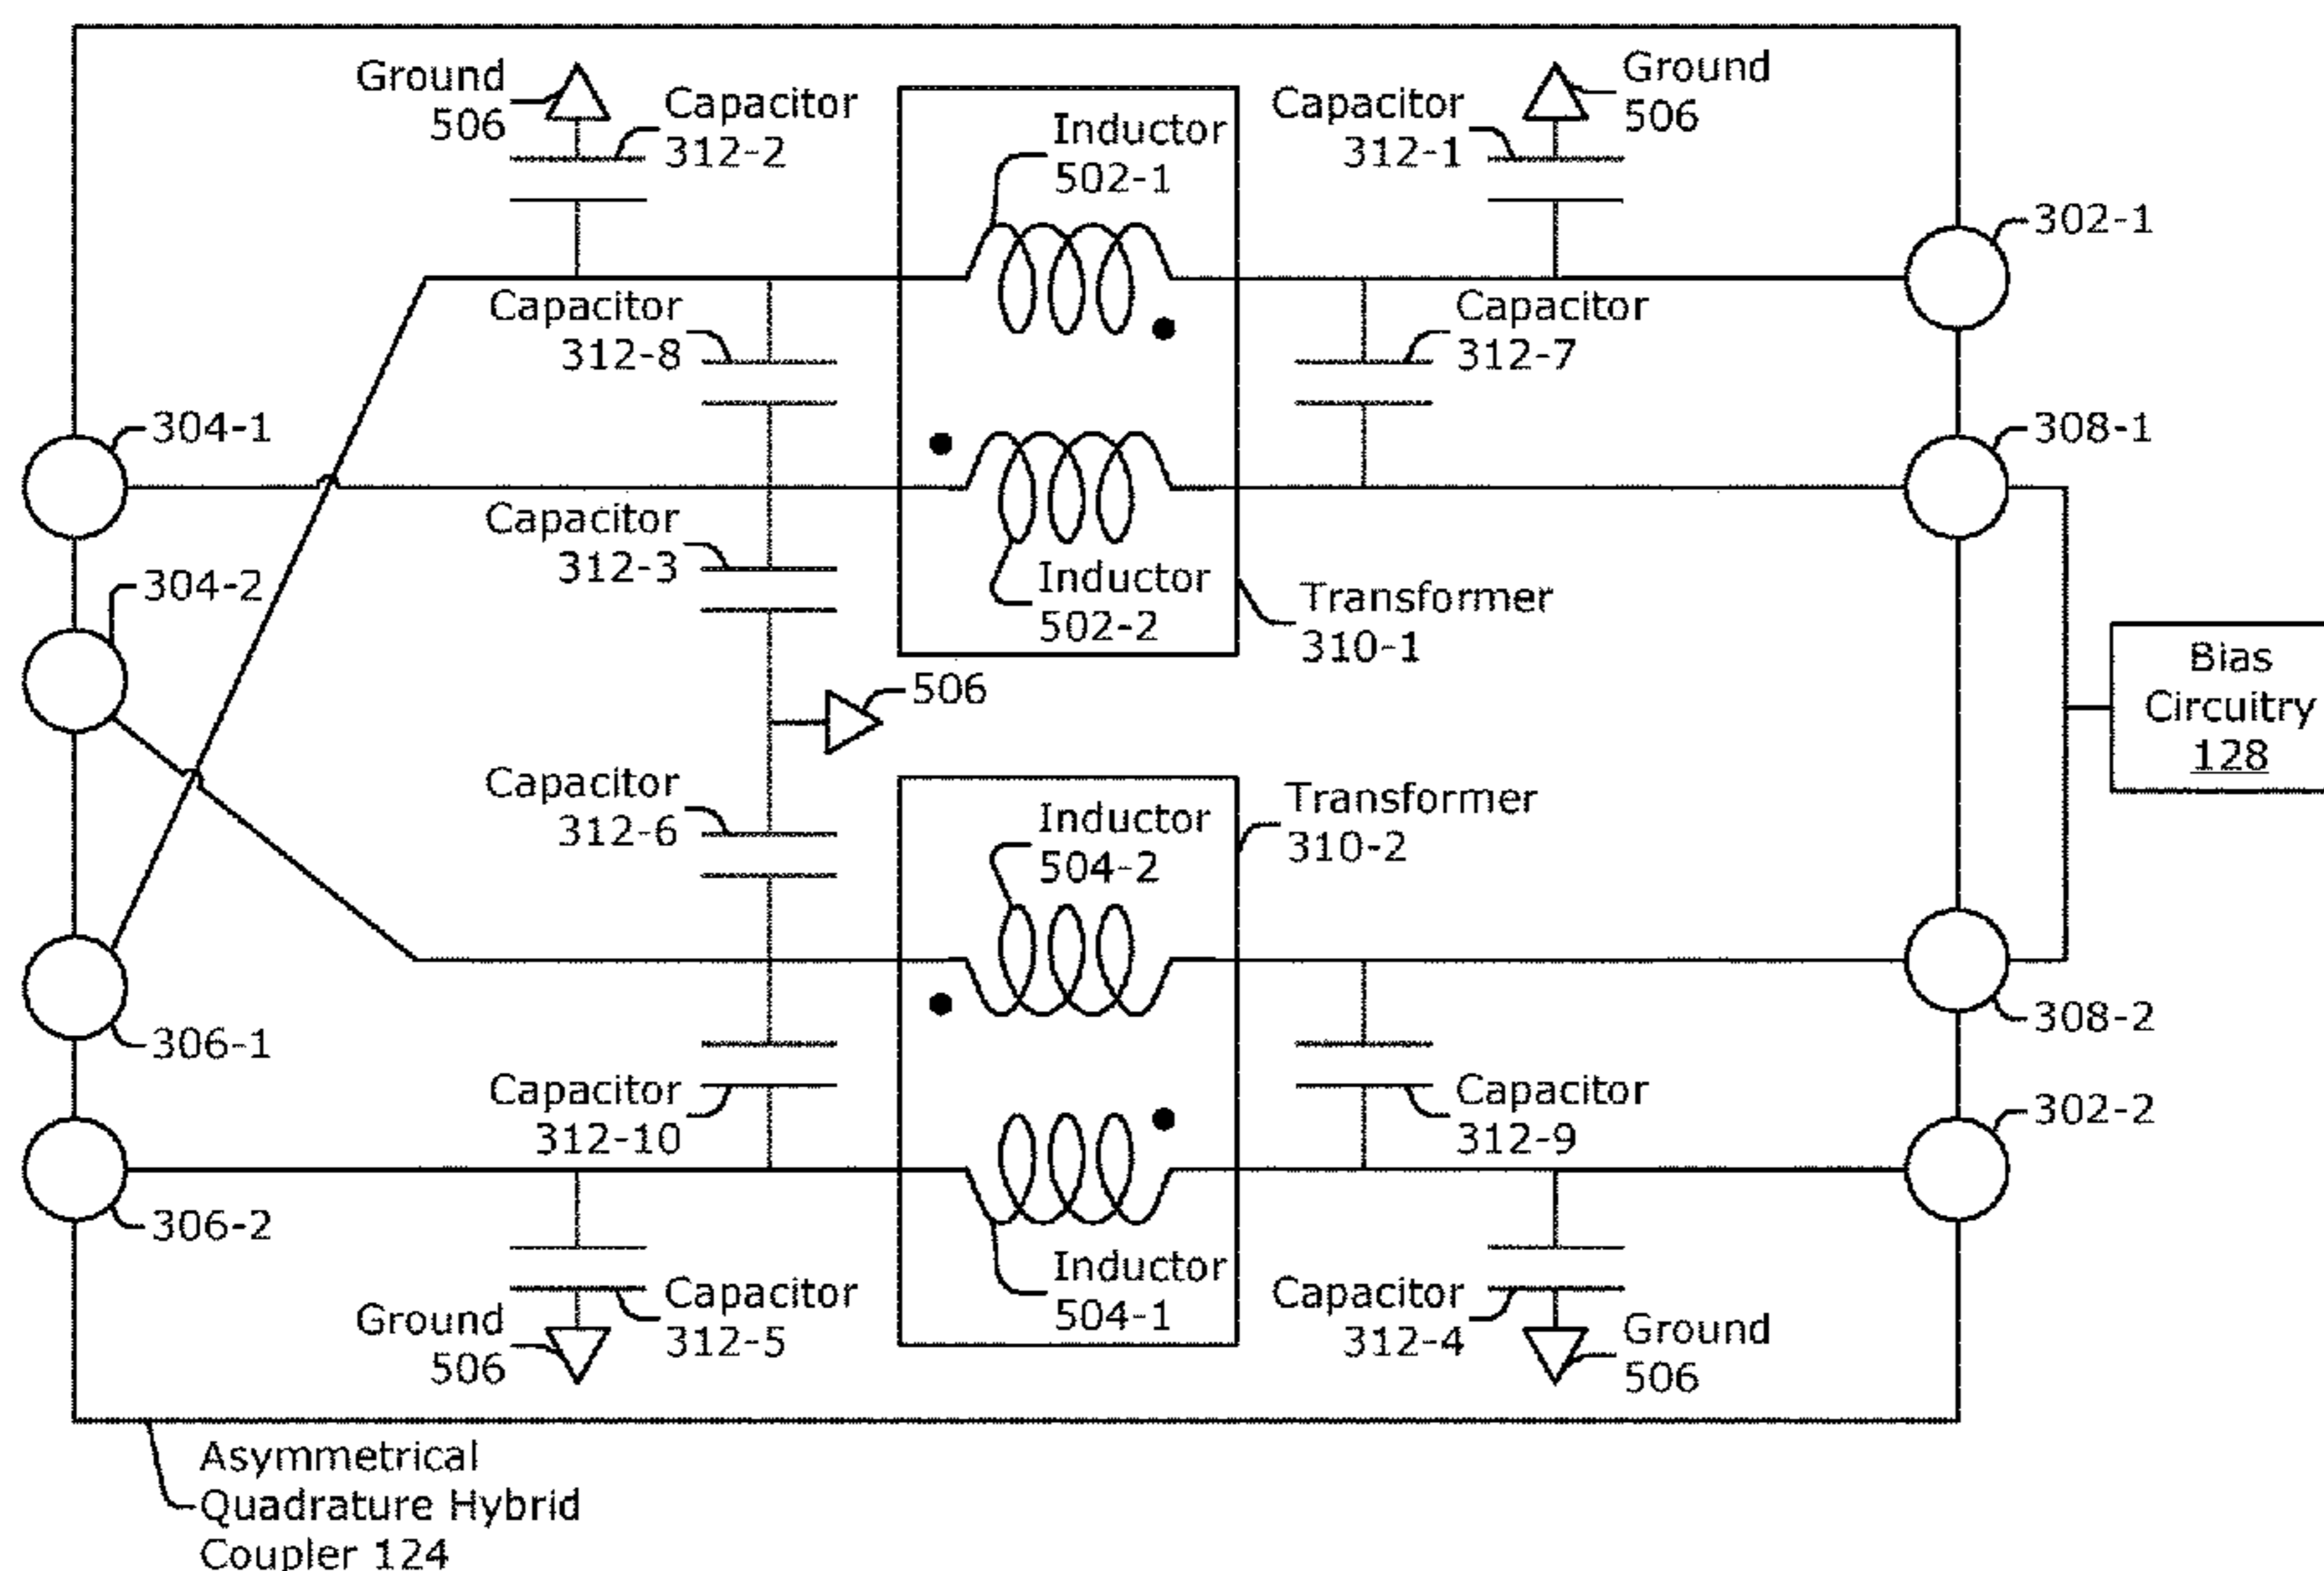 Ground
506
Capacitor
312-2
Inductor
502-1
Capacitor
312-1
Ground
506
302-1
Capacitor
312-8
Capacitor
312-7
304-1
308-1
Capacitor
312-3
Inductor
502-2
Transformer
310-1
304-2
506
Bias
Circuitry
128
Capacitor
312-6
Inductor
504-2
Transformer
310-2
306-1
308-2
Capacitor
312-10
Capacitor
312-9
302-2
306-2
Ground
506
Capacitor
312-5
Inductor
504-1
Capacitor
312-4
Ground
506
Asymmetrical
Quadrature Hybrid
Coupler 124